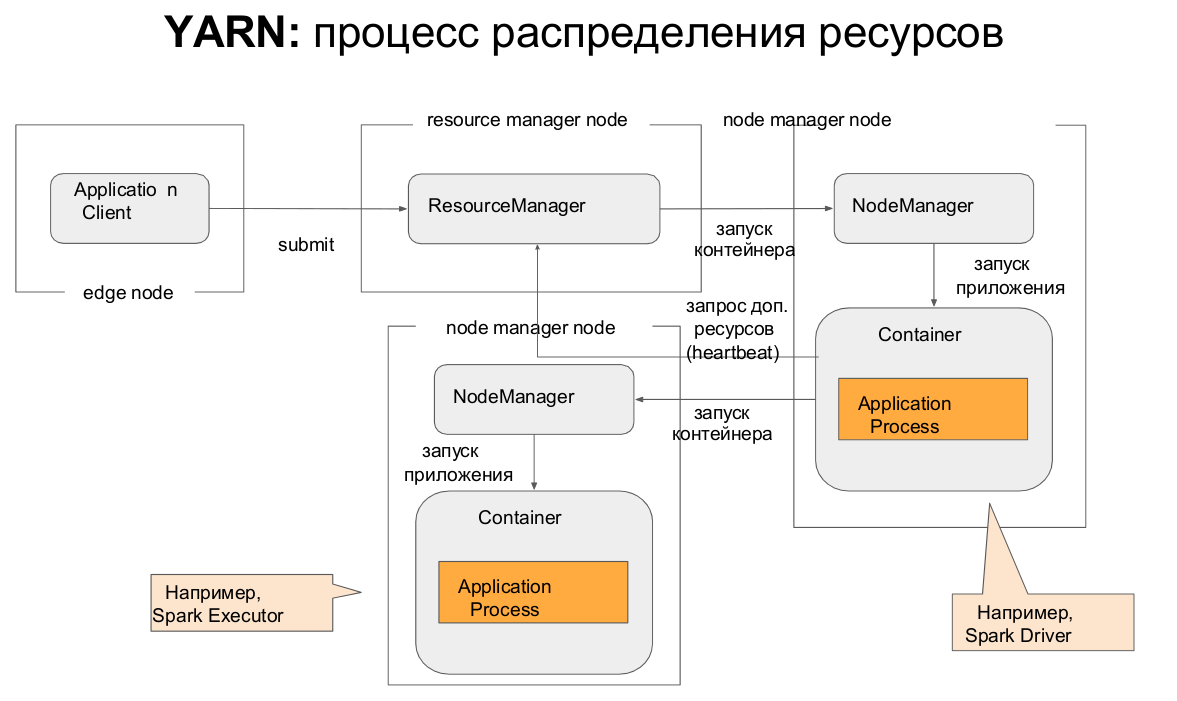 YARN: процесс распределения ресурсов
resource manager node
node manager node
Applicatio n
Client
ResourceManager
NodeManager
submit
запуск
контейнера
запуск
приложения
edge node
запрос доп.
ресурсов
(heartbeat)
node manager node
Container
NodeManager
Application
Process
запуск
контейнера
запуск
приложения
Container
Application
Process
Например,
Spark Executor
Например,
Spark Driver